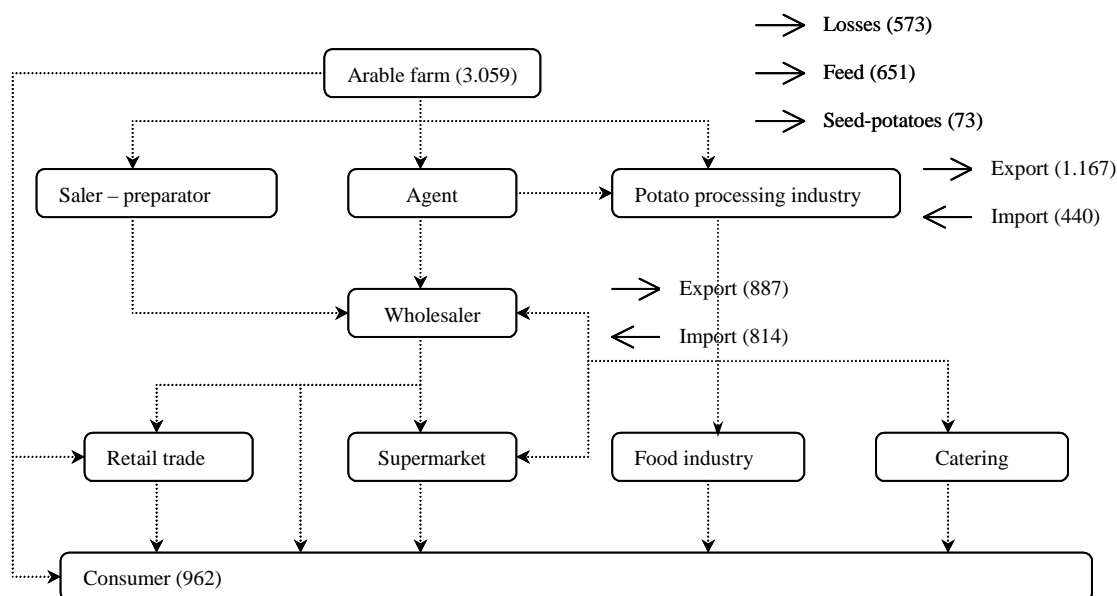 Losses (573)
Arable farm (3.059)
Feed (651)
Seed-potatoes (73)
Export (1.167)
Saler – preparator
Agent
Potato processing industry
Import (440)
Export (887)
Wholesaler
Import (814)
Retail trade
Supermarket
Food industry
Catering
Consumer (962)